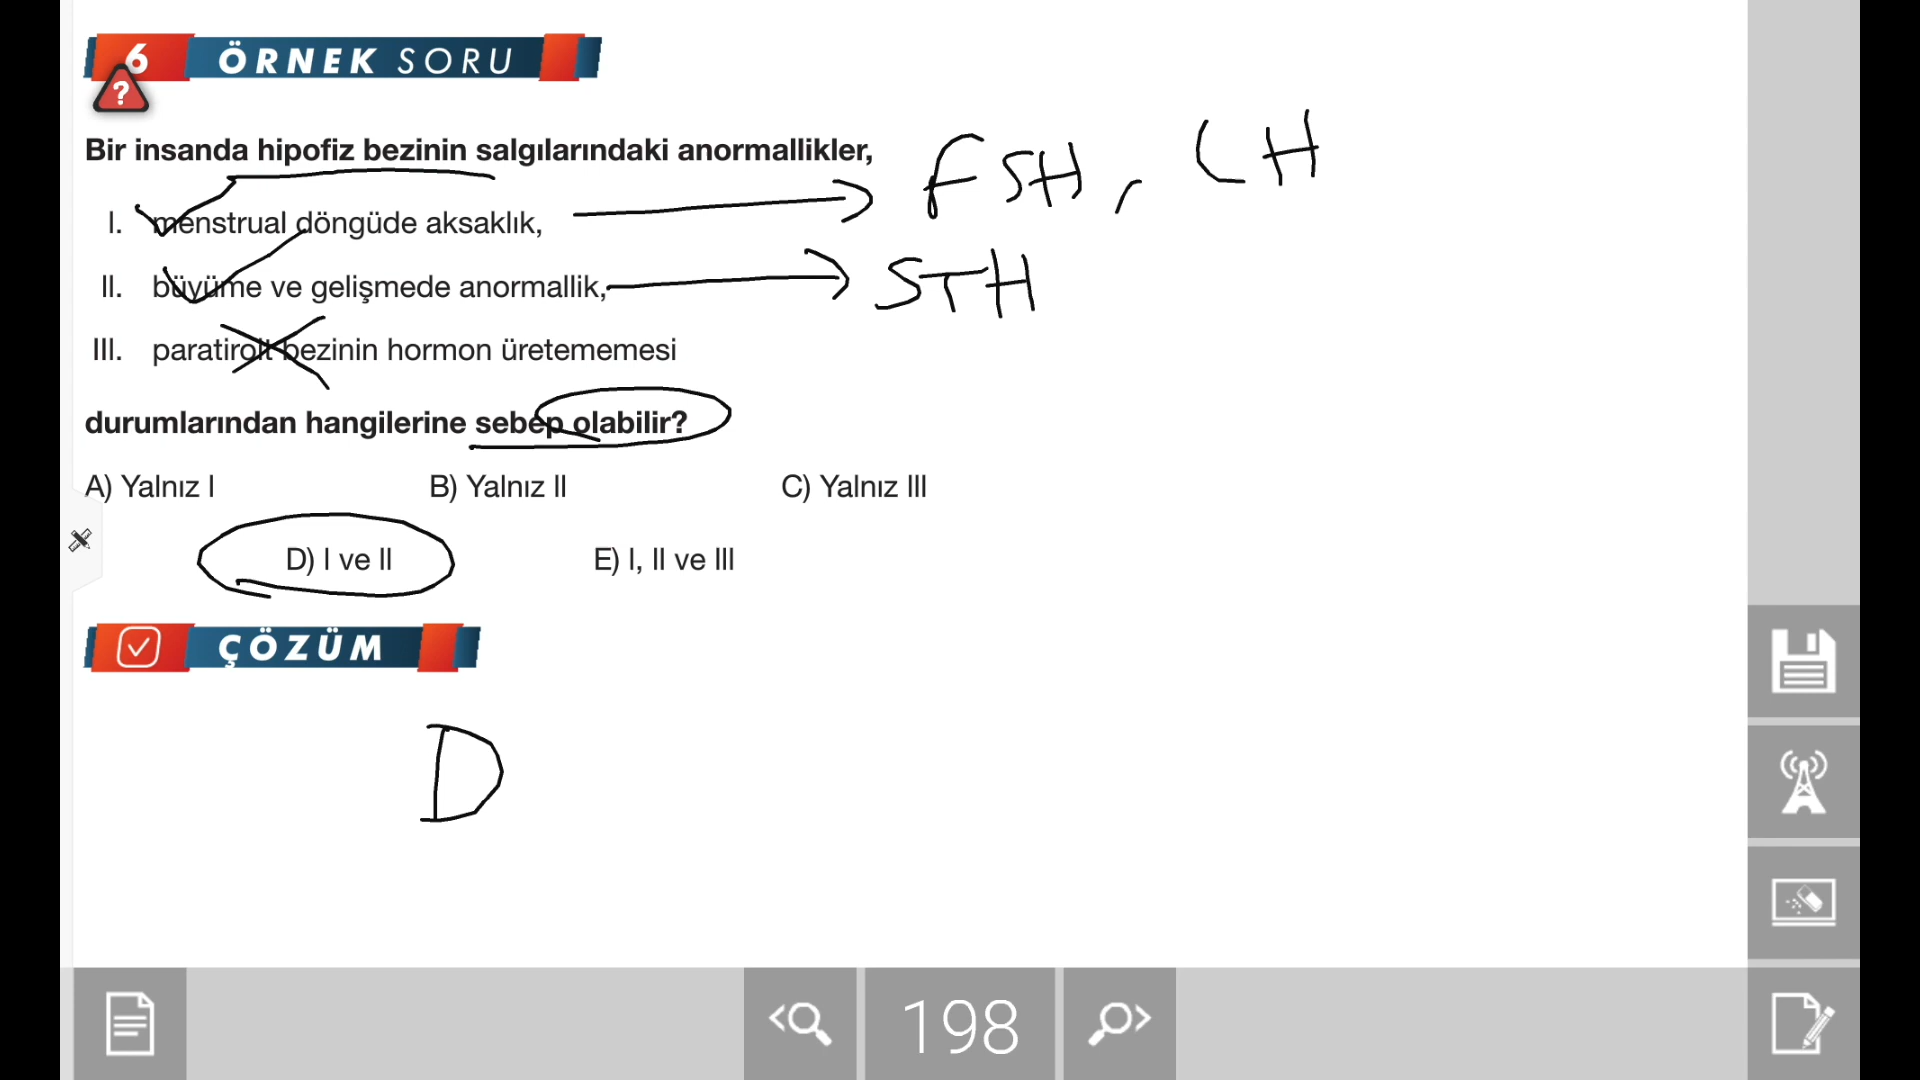 6 ÖRNEK SORU
?
Bir insanda hipofiz bezinin salgılarındaki anormallikler,
FSH, LH
I. menstrual döngüde aksaklık,
II. büyüme ve gelişmede anormallik,
STH
III. paratiroit bezinin hormon üretememesi
durumlarından hangilerine sebep olabilir?
A) Yalnız I B) Yalnız II C) Yalnız III
D) I ve II E) I, II ve III
ÇÖZÜM
D
198